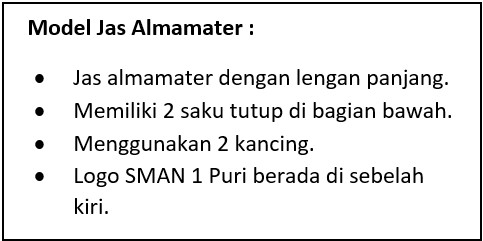 Model Jas Almamater :
• Jas almamater dengan lengan panjang.
• Memiliki 2 saku tutup di bagian bawah.
• Menggunakan 2 kancing.
• Logo SMAN 1 Puri berada di sebelah
kiri.